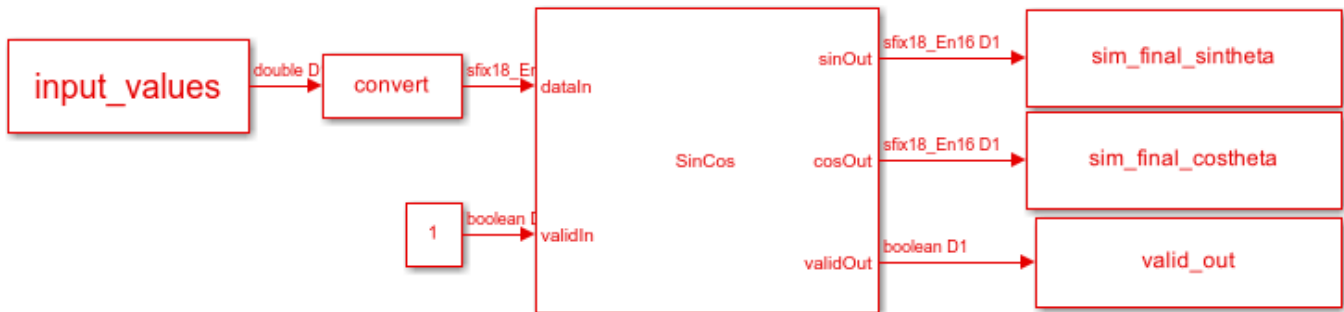 input_values
double D
convert
sfix18_En
dataIn
1
boolean D
validIn
SinCos
sinOut
sfix18_En16 D1
sim_final_sintheta
cosOut
sfix18_En16 D1
sim_final_costheta
validOut
boolean D1
valid_out